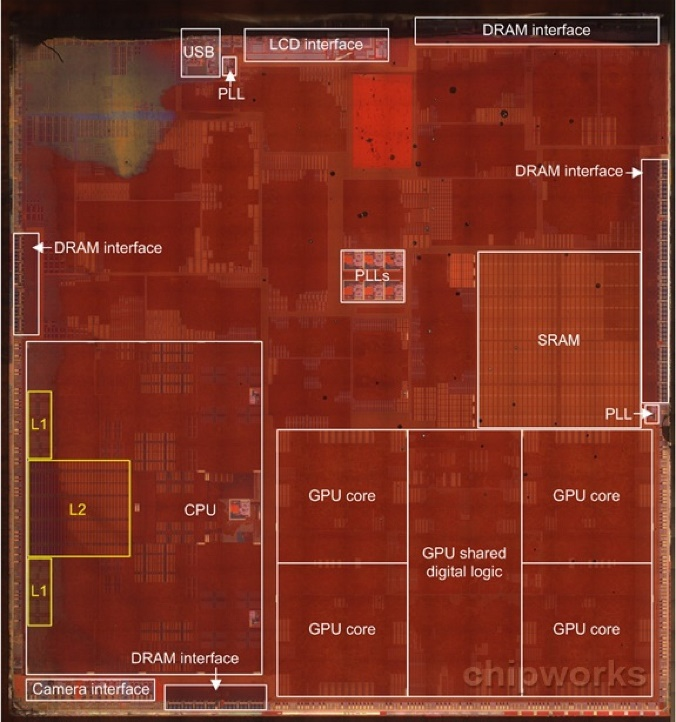 USB
LCD interface
DRAM interface
PLL
DRAM interface
DRAM interface
PLLs
SRAM
PLL
L1
L2
CPU
L1
GPU core
GPU core
GPU shared
digital logic
GPU core
GPU core
DRAM interface
Camera interface
chipworks